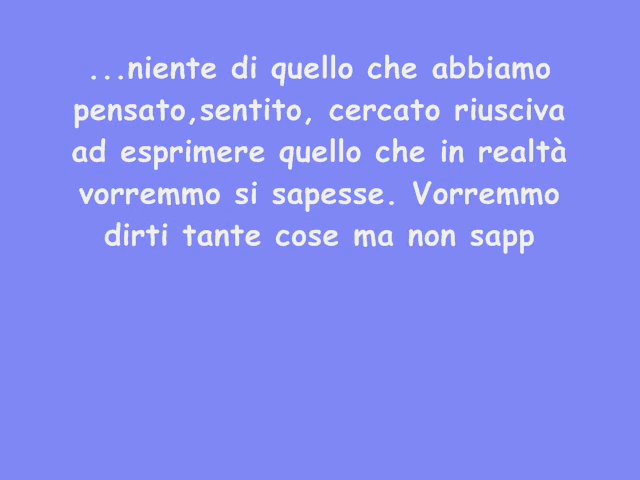 ...niente di quello che abbiamo
pensato,sentito, cercato riusciva
ad esprimere quello che in realtà
vorremmo si sapesse. Vorremmo
dirti tante cose ma non sapp